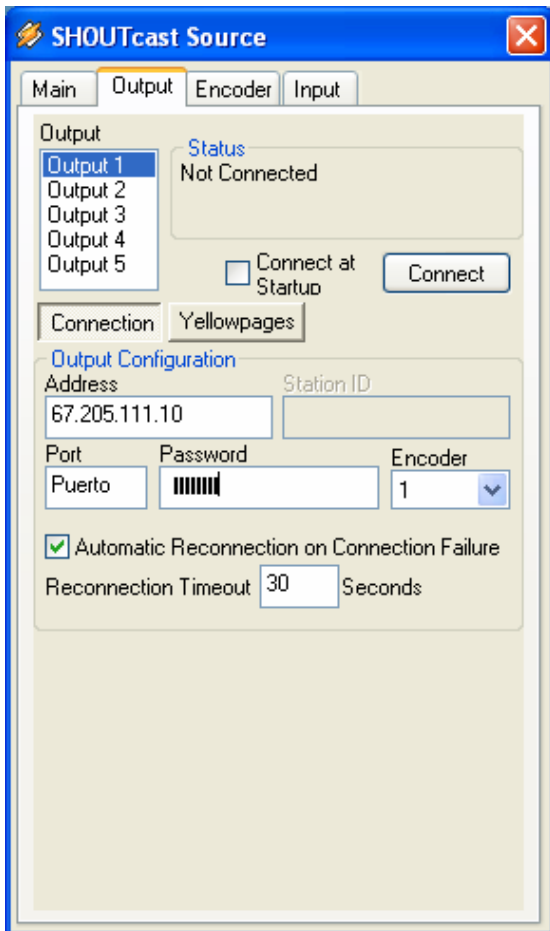 SHOUTcast Source
Main Output Encoder Input
Output
Output 1
Output 2
Output 3
Output 4
Output 5
Status
Not Connected
Connect at
Startup
Connect
Connection Yellowpages
Output Configuration
Address Station ID
67.205.111.10
Port Password Encoder
Puerto 1
Automatic Reconnection on Connection Failure
Reconnection Timeout 30 Seconds